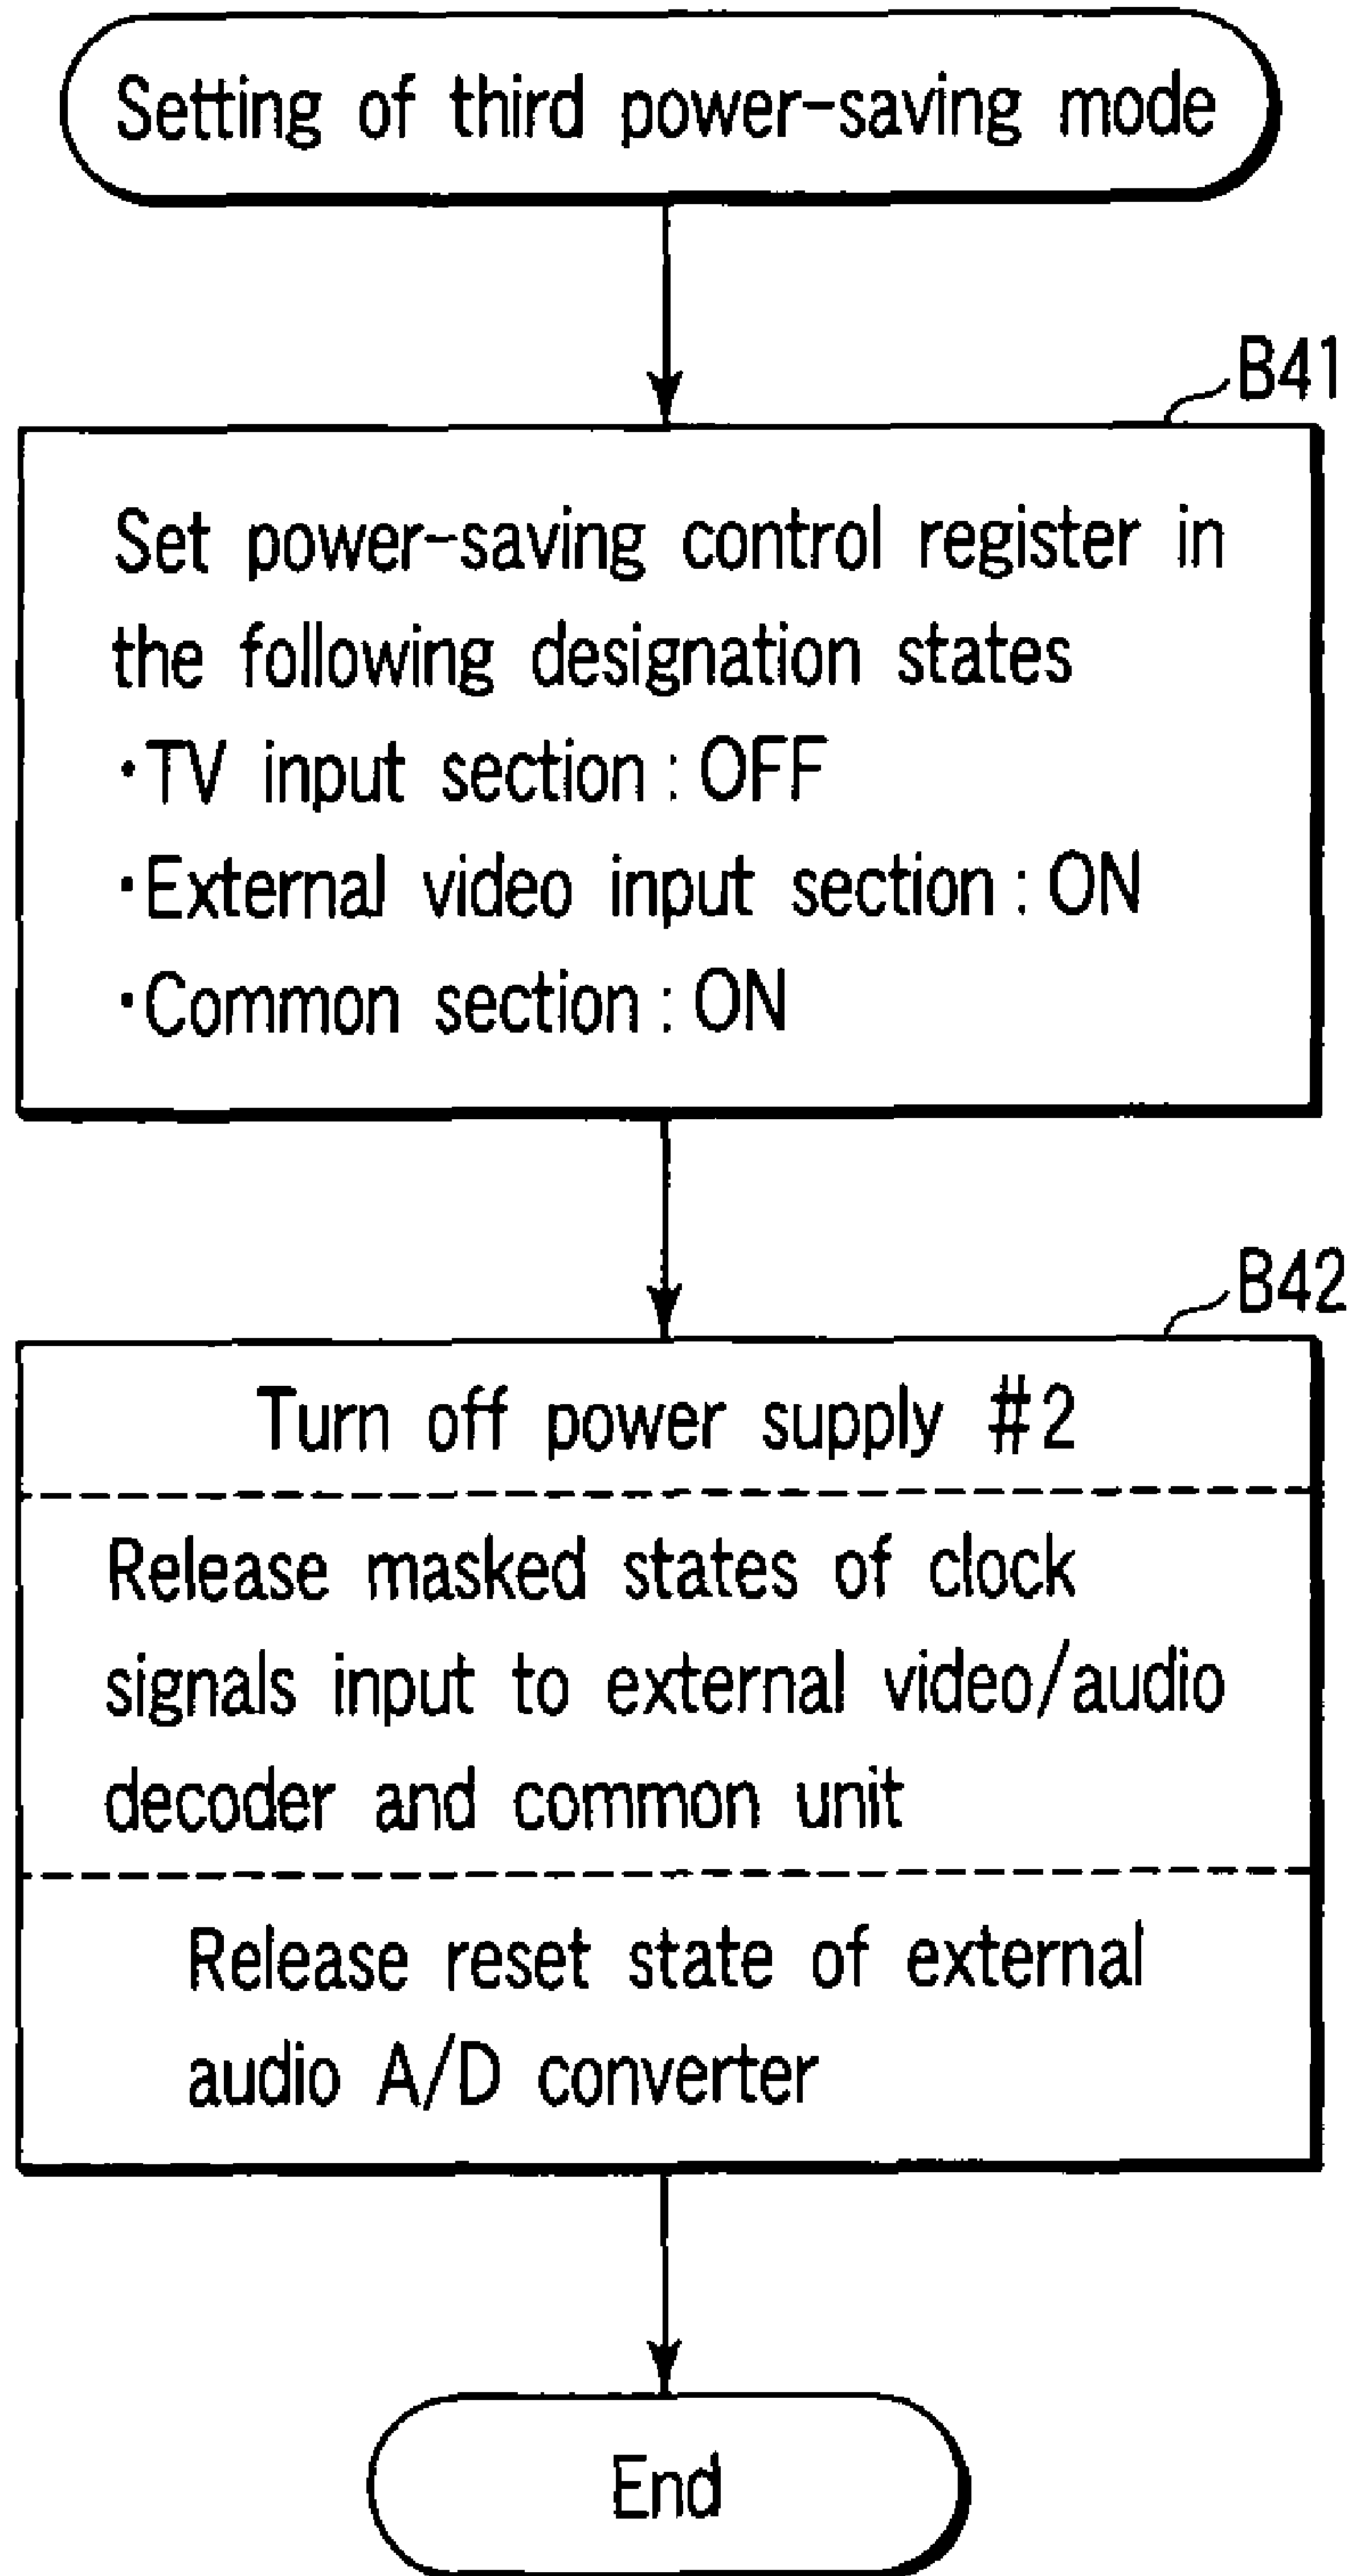 Setting of third power-saving mode
B41
Set power-saving control register in
the following designation states
・TV input section : OFF
・External video input section : ON
・Common section : ON
B42
Turn off power supply #2
Release masked states of clock
signals input to external video/audio
decoder and common unit
Release reset state of external
audio A/D converter
End